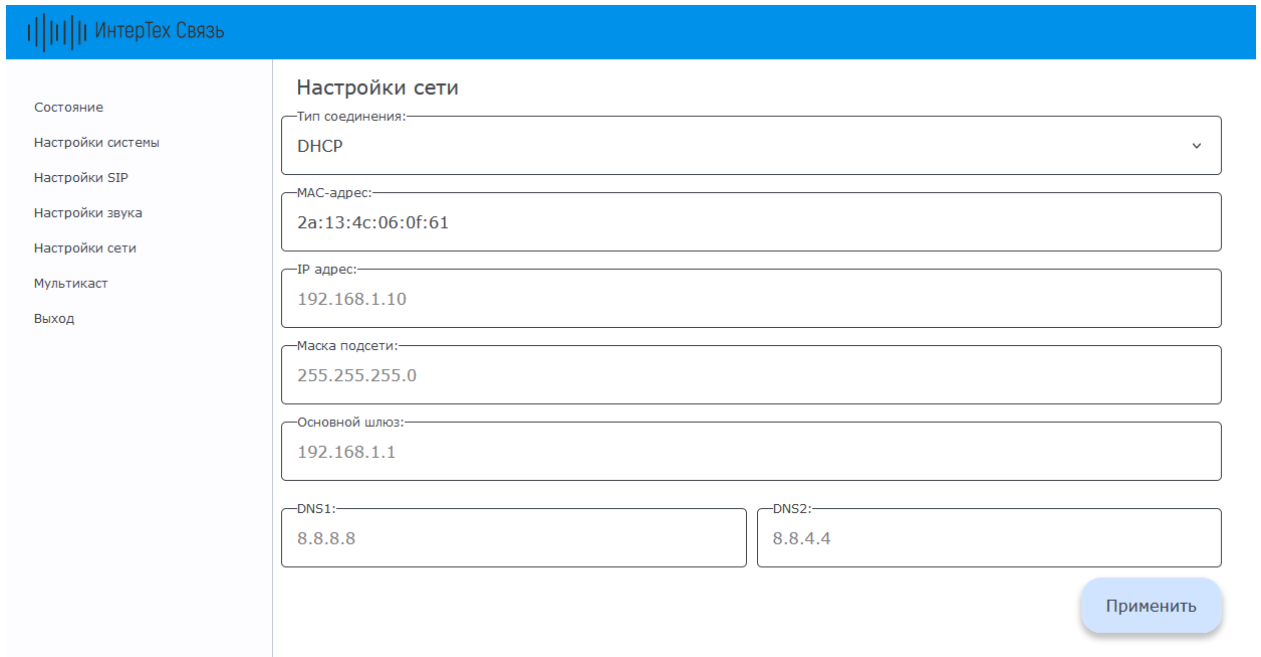 ИнтерТех Связь
Состояние
Настройки системы
Настройки SIP
Настройки звука
Настройки сети
Мультикаст
Выход
Настройки сети
Тип соединения:
DHCP
MAC-адрес:
2a:13:4c:06:0f:61
IP адрес:
192.168.1.10
Маска подсети:
255.255.255.0
Основной шлюз:
192.168.1.1
DNS1: DNS2:
8.8.8.8 8.8.4.4
Применить